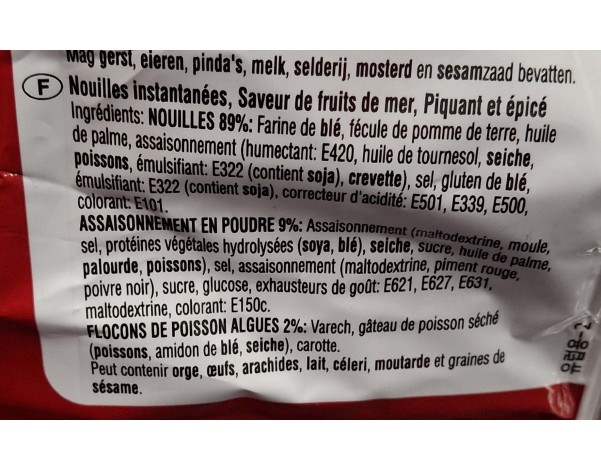 Mag gerst, eieren, pinda's, melk, selderij, mosterd en sesamzaad bevatten.
F Nouilles instantanées, Saveur de fruits de mer, Piquant et épicé
Ingrédients: NOUILLES 89%: Farine de blé, fécule de pomme de terre, huile
de palme, assaisonnement (humectant: E420, huile de tournesol, seiche,
poissons, émulsifiant: E322 (contient soja), crevette), sel, gluten de blé,
émulsifiant: E322 (contient soja), correcteur d'acidité: E501, E339, E500,
colorant: E101.
ASSAISONNEMENT EN POUDRE 9%: Assaisonnement (maltodextrine, moule,
sel, protéines végétales hydrolysées (soya, blé), seiche, sucre, huile de palme,
palourde, poissons), sel, assaisonnement (maltodextrine, piment rouge,
poivre noir), sucre, glucose, exhausteurs de goût: E621, E627, E631,
maltodextrine, colorant: E150c.
FLOCONS DE POISSON ALGUES 2%: Varech, gâteau de poisson séché
(poissons, amidon de blé, seiche), carotte.
Peut contenir orge, œufs, arachides, lait, céleri, moutarde et graines de
sésame.